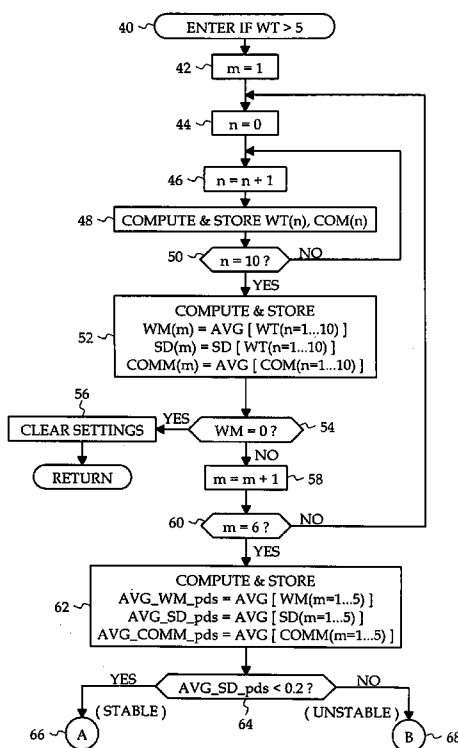 40 ENTER IF WT > 5
42 m = 1
44 n = 0
46 n = n + 1
48 COMPUTE & STORE WT(n), COM(n)
50 n = 10 ? NO
YES
COMPUTE & STORE
WM(m) = AVG [ WT(n=1...10) ]
52 SD(m) = SD [ WT(n=1...10) ]
COMM(m) = AVG [ COM(n=1...10) ]
56
CLEAR SETTINGS YES WM = 0 ? 54
NO
RETURN m = m + 1 58
60 m = 6 ? NO
YES
COMPUTE & STORE
62 AVG_WM_pds = AVG [ WM(m=1...5) ]
AVG_SD_pds = AVG [ SD(m=1...5) ]
AVG_COMM_pds = AVG [ COMM(m=1...5) ]
YES AVG_SD_pds < 0.2 ? NO
( STABLE ) 64 ( UNSTABLE )
66 A B 68